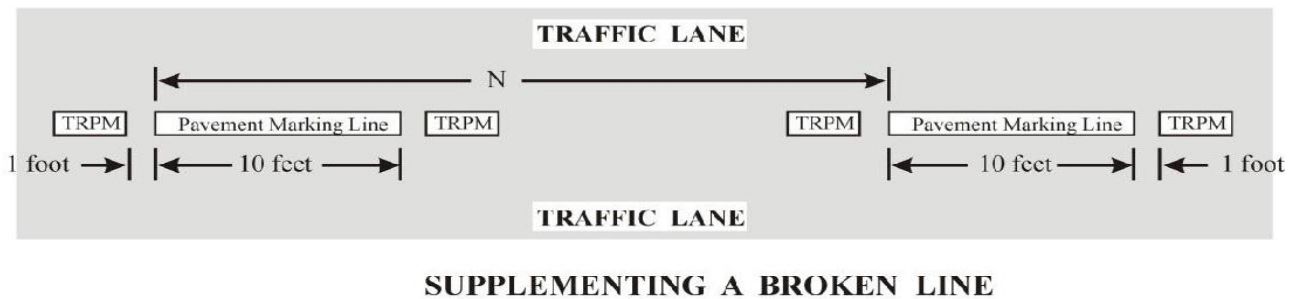 TRAFFIC LANE
N
TRPM Pavement Marking Line TRPM TRPM Pavement Marking Line TRPM
1 foot 10 feet 10 feet 1 foot
TRAFFIC LANE
SUPPLEMENTING A BROKEN LINE